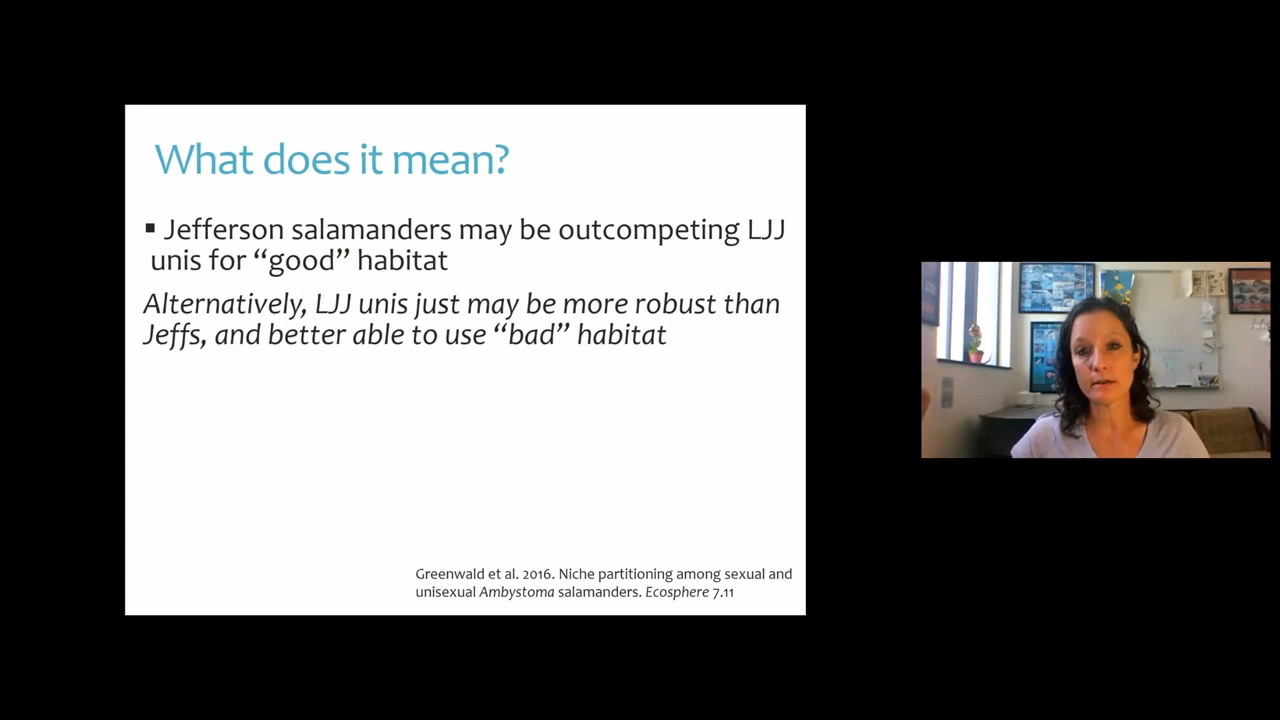 What does it mean?
▪ Jefferson salamanders may be outcompeting LJJ
unis for “good” habitat
Alternatively, LJJ unis just may be more robust than
Jeffs, and better able to use “bad” habitat
Greenwald et al. 2016. Niche partitioning among sexual and
unisexual Ambystoma salamanders. Ecosphere 7.11